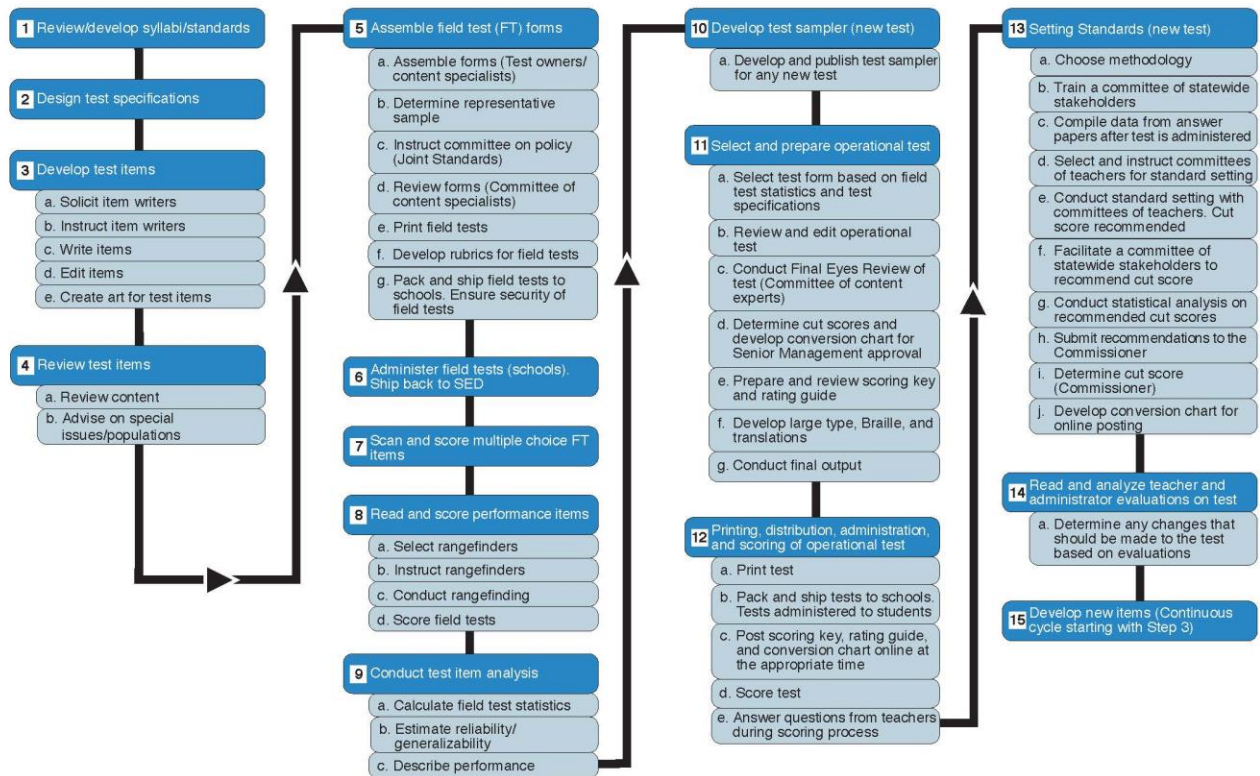 1 Review/develop syllabi/standards
2 Design test specifications
3 Develop test items
a. Solicit item writers
b. Instruct item writers
c. Write items
d. Edit items
e. Create art for test items
4 Review test items
a. Review content
b. Advise on special
issues/populations
5 Assemble field test (FT) forms
a. Assemble forms (Test owners/
content specialists)
b. Determine representative
sample
c. Instruct committee on policy
(Joint Standards)
d. Review forms (Committee of
content specialists)
e. Print field tests
f. Develop rubrics for field tests
g. Pack and ship field tests to
schools. Ensure security of
field tests
6 Administer field tests (schools).
Ship back to SED
7 Scan and score multiple choice FT
items
8 Read and score performance items
a. Select rangefinders
b. Instruct rangefinders
c. Conduct rangefinding
d. Score field tests
9 Conduct test item analysis
a. Calculate field test statistics
b. Estimate reliability/
generalizability
c. Describe performance
10 Develop test sampler (new test)
a. Develop and publish test sampler
for any new test
11 Select and prepare operational test
a. Select test form based on field
test statistics and test
specifications
b. Review and edit operational
test
c. Conduct Final Eyes Review of
test (Committee of content
experts)
d. Determine cut scores and
develop conversion chart for
Senior Management approval
e. Prepare and review scoring key
and rating guide
f. Develop large type, Braille, and
translations
g. Conduct final output
12 Printing, distribution, administration,
and scoring of operational test
a. Print test
b. Pack and ship tests to schools.
Tests administered to students
c. Post scoring key, rating guide,
and conversion chart online at
the appropriate time
d. Score test
e. Answer questions from teachers
during scoring process
13 Setting Standards (new test)
a. Choose methodology
b. Train a committee of statewide
stakeholders
c. Compile data from answer
papers after test is administered
d. Select and instruct committees
of teachers for standard setting
e. Conduct standard setting with
committees of teachers. Cut
score recommended
f. Facilitate a committee of
statewide stakeholders to
recommend cut score
g. Conduct statistical analysis on
recommended cut scores
h. Submit recommendations to the
Commissioner
i. Determine cut score
(Commissioner)
j. Develop conversion chart for
online posting
14 Read and analyze teacher and
administrator evaluations on test
a. Determine any changes that
should be made to the test
based on evaluations
15 Develop new items (Continuous
cycle starting with Step 3)